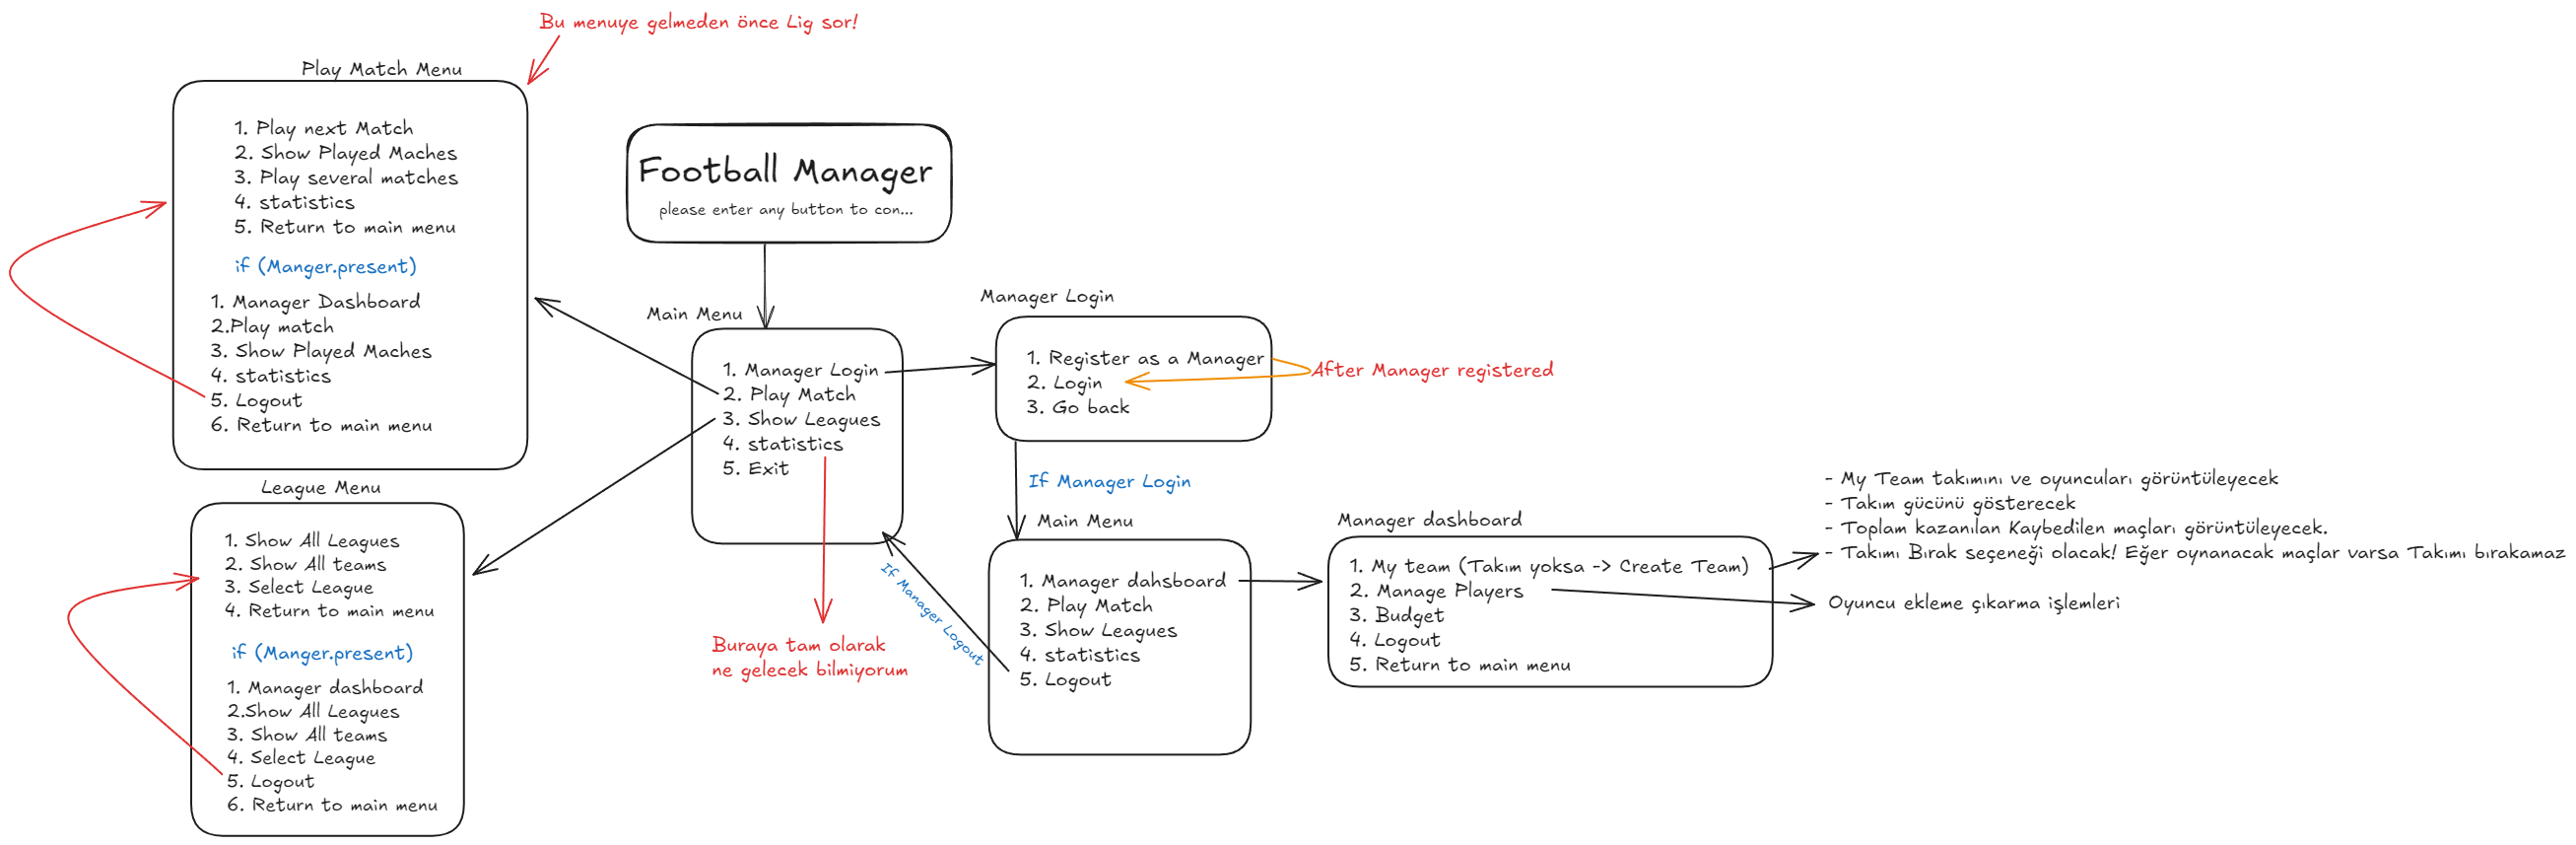 Bu menuye gelmeden önce Lig sor!
Play Match Menu
1. Play next Match
2. Show Played Maches
3. Play several matches
4. statistics
5. Return to main menu
if (Manger.present)
1. Manager Dashboard
2.Play match
3. Show Played Maches
4. statistics
5. Logout
6. Return to main menu
Football Manager
please enter any button to con...
Main Menu
1. Manager Login
2. Play Match
3. Show Leagues
4. statistics
5. Exit
Buraya tam olarak
ne gelecek bilmiyorum
Manager Login
1. Register as a Manager
2. Login
3. Go back
After Manager registered
If Manager Login
League Menu
1. Show All Leagues
2. Show All teams
3. Select League
4. Return to main menu
if (Manger.present)
1. Manager dashboard
2.Show All Leagues
3. Show All teams
4. Select League
5. Logout
6. Return to main menu
If Manager Logout
Main Menu
1. Manager dahsboard
2. Play Match
3. Show Leagues
4. statistics
5. Logout
Manager dashboard
1. My team (Takım yoksa -> Create Team)
2. Manage Players
3. Budget
4. Logout
5. Return to main menu
- My Team takımını ve oyuncuları görüntüleyecek
- Takım gücünü gösterecek
- Toplam kazanılan Kaybedilen maçları görüntüleyecek.
- Takımı Bırak seçeneği olacak! Eğer oynanacak maçlar varsa Takımı bırakamaz
Oyuncu ekleme çıkarma işlemleri